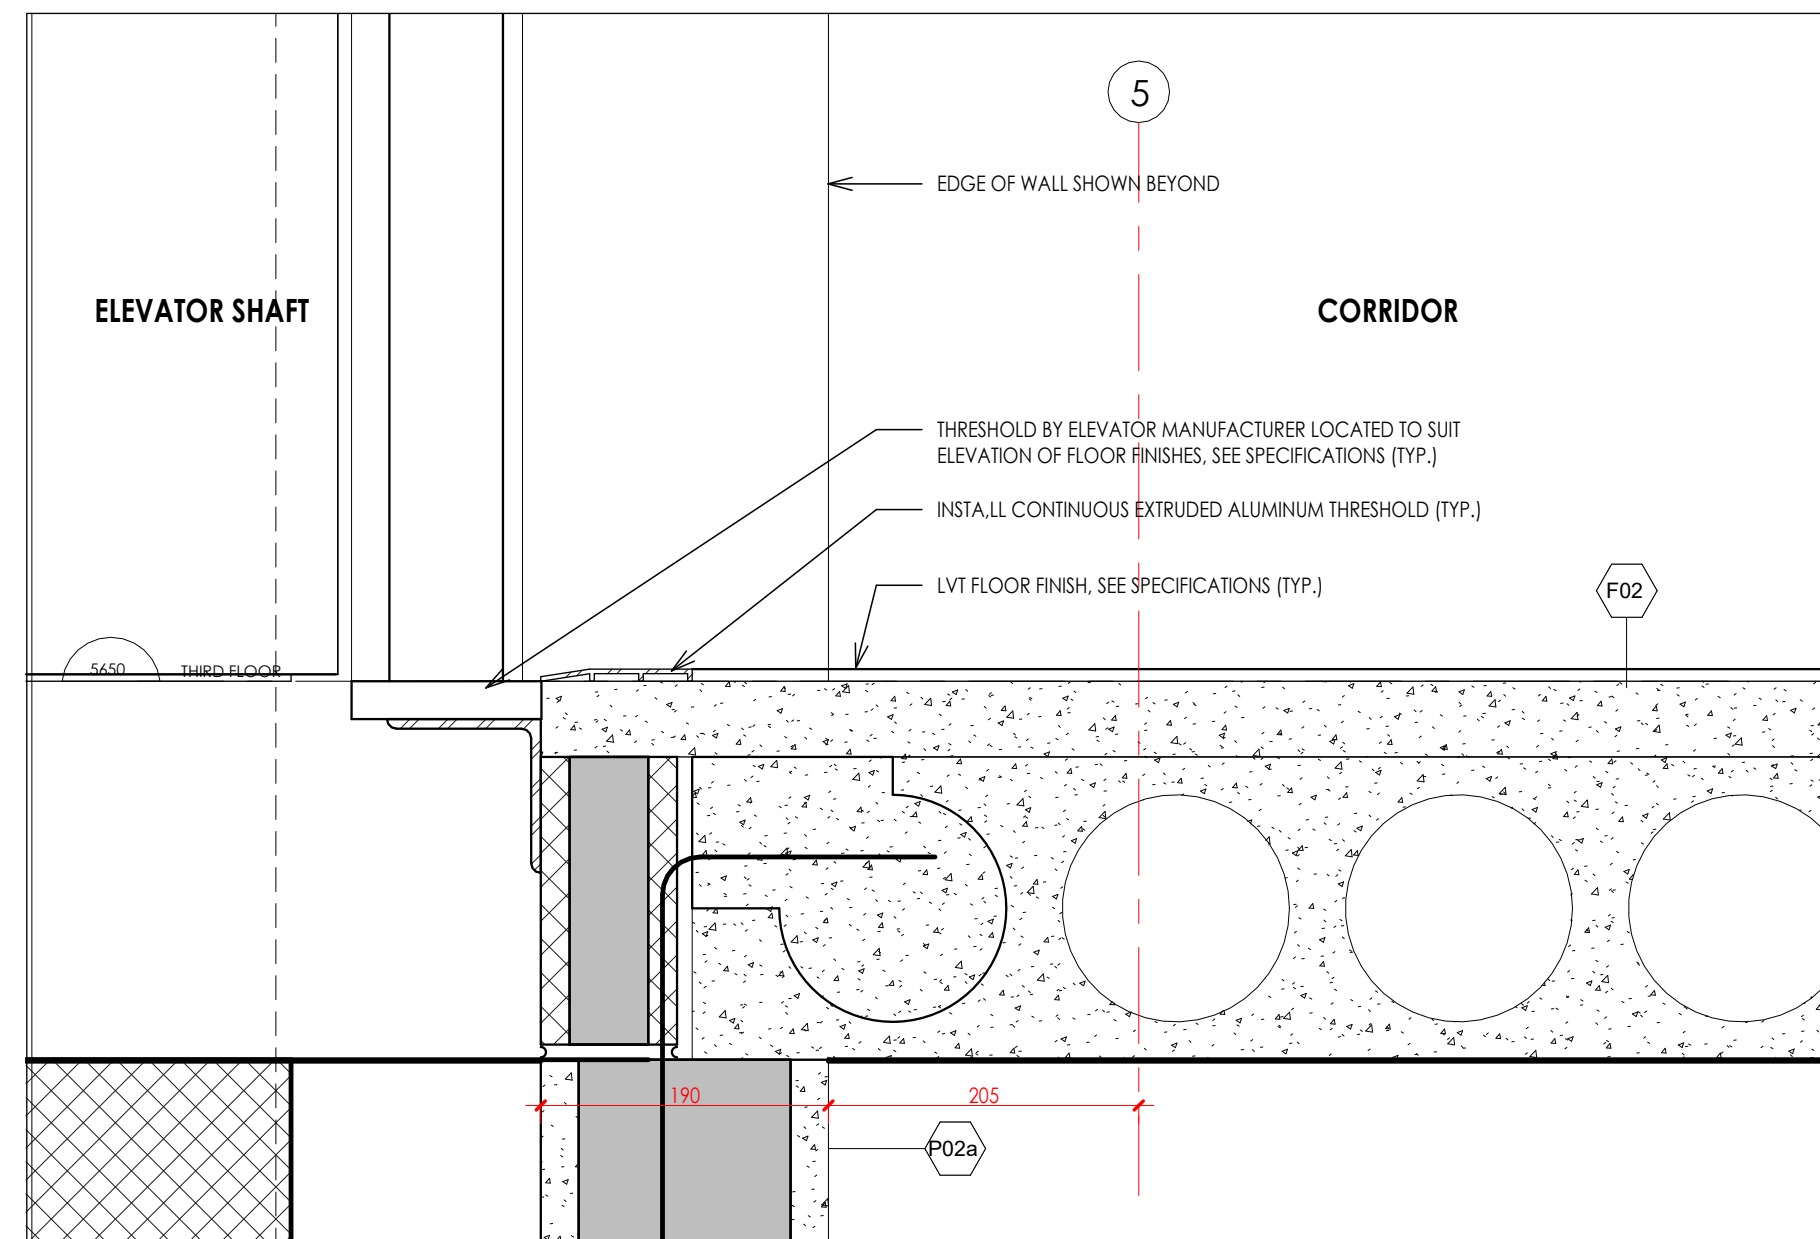 5
EDGE OF WALL SHOWN BEYOND
ELEVATOR SHAFT
CORRIDOR
THRESHOLD BY ELEVATOR MANUFACTURER LOCATED TO SUIT
ELEVATION OF FLOOR FINISHES, SEE SPECIFICATIONS (TYP.)
INSTA,LL CONTINUOUS EXTRUDED ALUMINUM THRESHOLD (TYP.)
LVT FLOOR FINISH, SEE SPECIFICATIONS (TYP.)
F02
5650 THIRD FLOOR
190
205
P02a